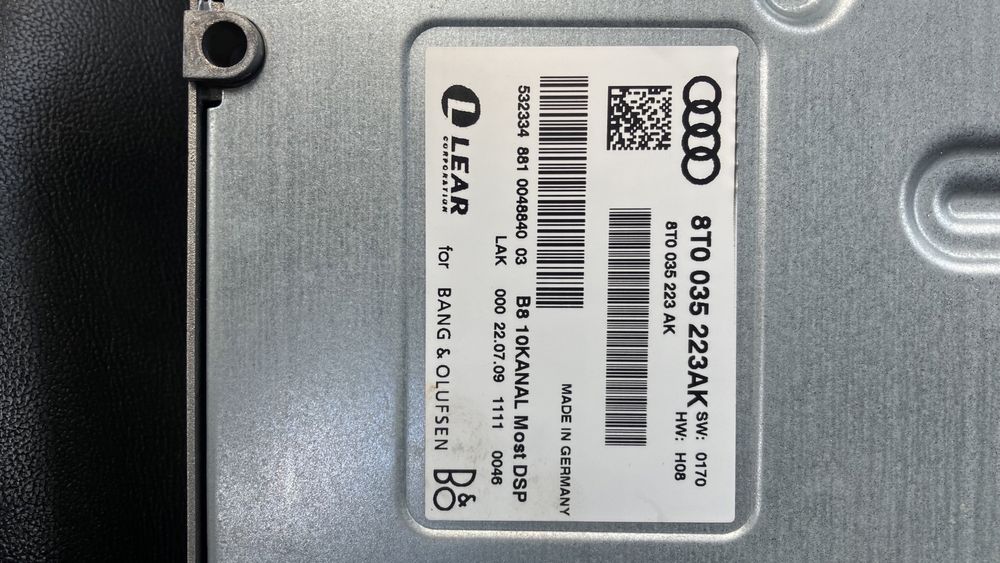 8T0 035 223AK SW: 0170
HW: H08
8T0 035 223 AK
MADE IN GERMANY
532334 881 0048840 03 B8 10KANAL Most DSP
LAK 000 22.07.09 1111 0046
LEAR
CORPORATION
for BANG & OLUFSEN B&O